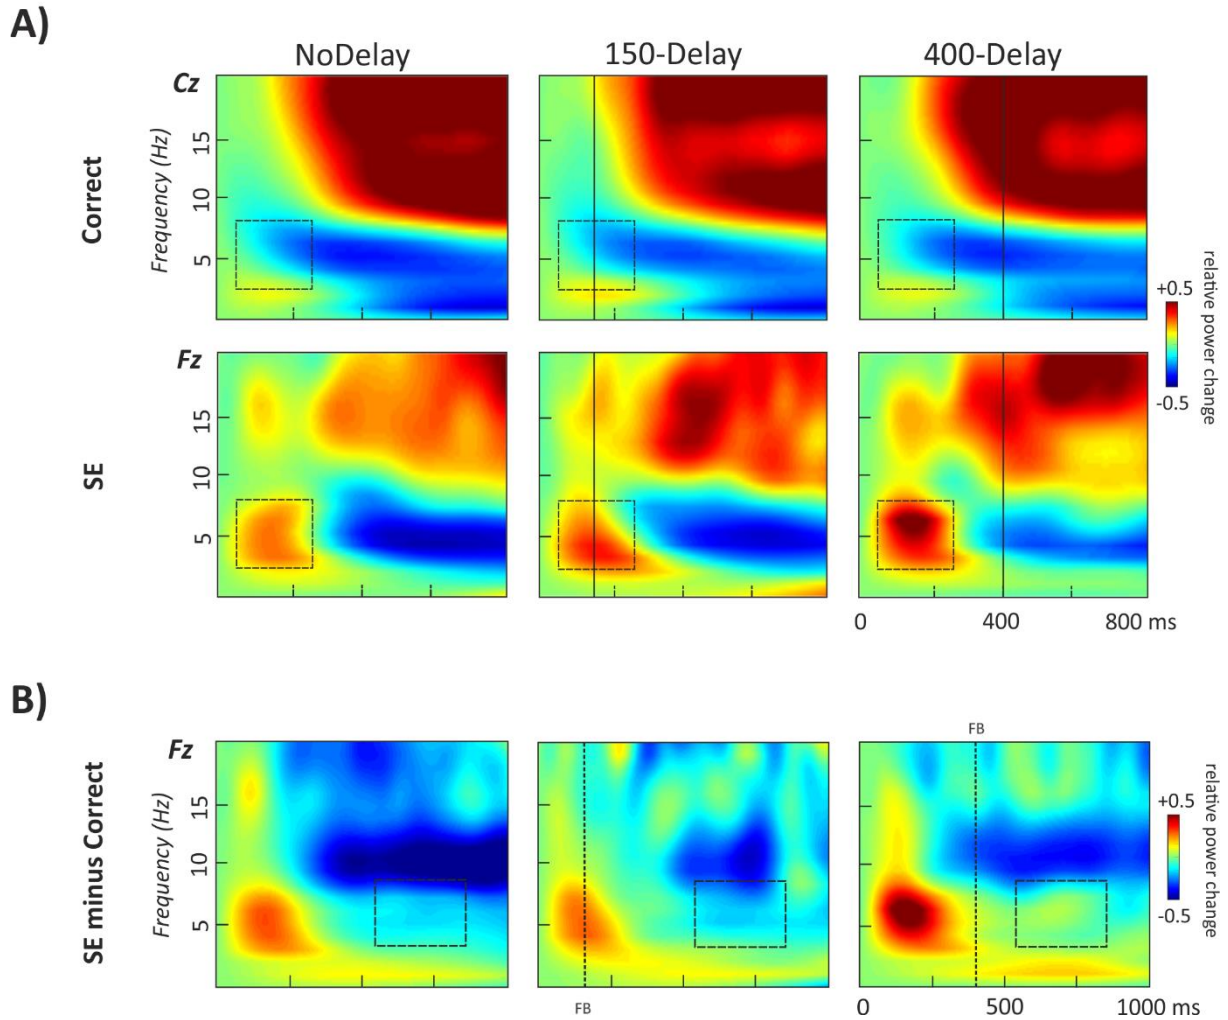 A)
NoDelay 150-Delay 400-Delay
Cz
Correct
Frequency (Hz)
15
10
5
relative power change
+0.5
-0.5
Fz
SE
15
10
5
0 400 800 ms
B)
FB
Fz
SE minus Correct
Frequency (Hz)
15
10
5
relative power change
+0.5
-0.5
FB
0 500 1000 ms